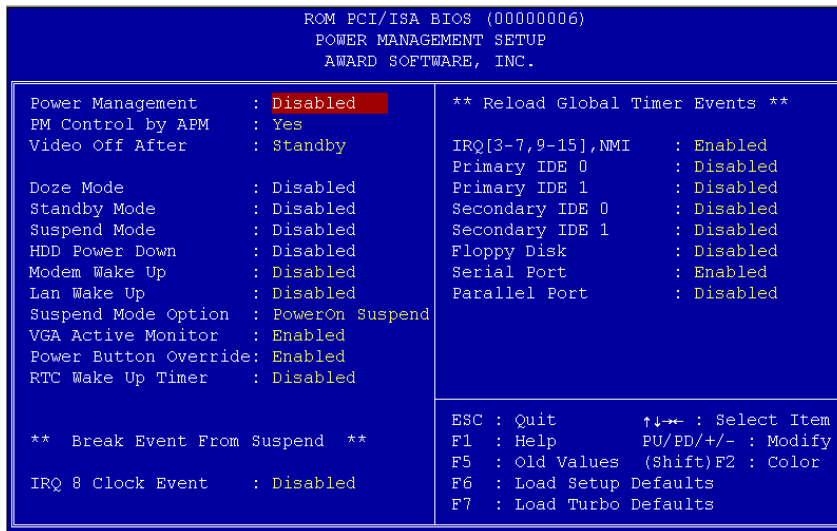 ROM PCI/ISA BIOS (00000006)
POWER MANAGEMENT SETUP
AWARD SOFTWARE, INC.
Power Management : Disabled
PM Control by APM : Yes
Video Off After : Standby
Doze Mode : Disabled
Standby Mode : Disabled
Suspend Mode : Disabled
HDD Power Down : Disabled
Modem Wake Up : Disabled
Lan Wake Up : Disabled
Suspend Mode Option : PowerOn Suspend
VGA Active Monitor : Enabled
Power Button Override: Enabled
RTC Wake Up Timer : Disabled
** Break Event From Suspend **
IRQ 8 Clock Event : Disabled
** Reload Global Timer Events **
IRQ[3-7,9-15],NMI : Enabled
Primary IDE 0 : Disabled
Primary IDE 1 : Disabled
Secondary IDE 0 : Disabled
Secondary IDE 1 : Disabled
Floppy Disk : Disabled
Serial Port : Enabled
Parallel Port : Disabled
ESC : Quit ↑↓→← : Select Item
F1 : Help PU/PD/+/- : Modify
F5 : Old Values (Shift)F2 : Color
F6 : Load Setup Defaults
F7 : Load Turbo Defaults